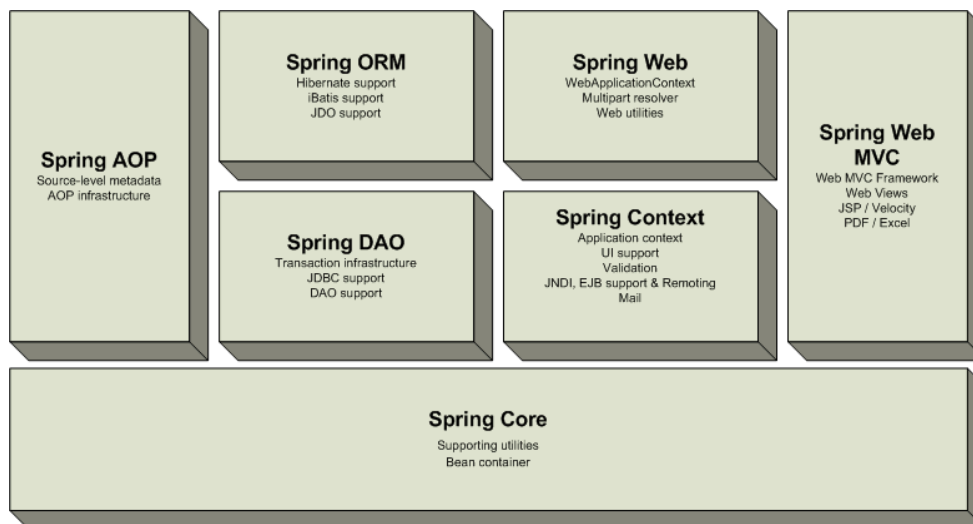 Spring AOP
Source-level metadata
AOP infrastructure
Spring ORM
Hibernate support
iBatis support
JDO support
Spring DAO
Transaction infrastructure
JDBC support
DAO support
Spring Web
WebApplicationContext
Multipart resolver
Web utilities
Spring Context
Application context
UI support
Validation
JNDI, EJB support & Remoting
Mail
Spring Web
MVC
Web MVC Framework
Web Views
JSP / Velocity
PDF / Excel
Spring Core
Supporting utilities
Bean container